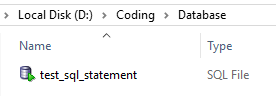 Local Disk (D:) > Coding > Database
Name Type
test_sql_statement SQL File